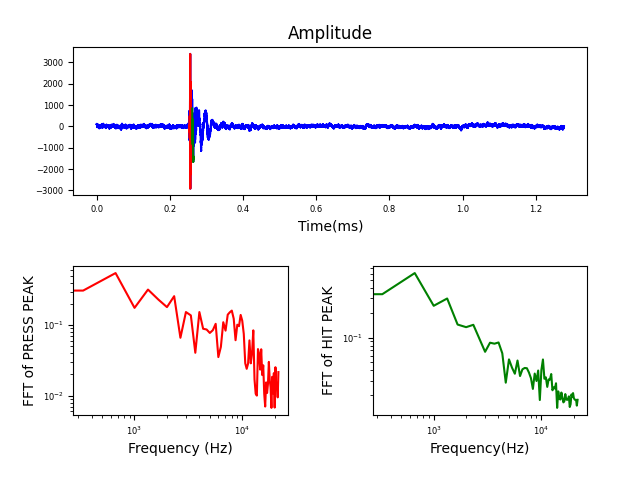 Amplitude
3000
2000
1000
0
−1000
−2000
−3000
0.0 0.2 0.4 0.6 0.8 1.0 1.2
Time(ms)
FFT of PRESS PEAK
10⁻¹
10⁻²
10³ 10⁴
Frequency (Hz)
FFT of HIT PEAK
10⁻¹
10³ 10⁴
Frequency(Hz)